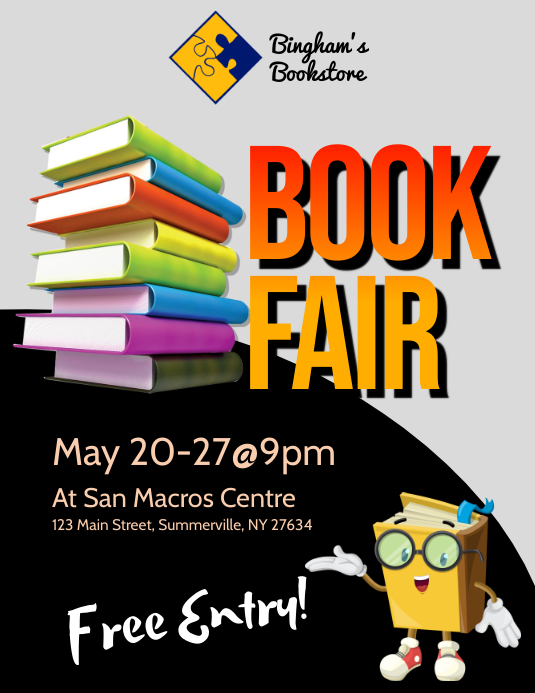 Bingham's
Bookstore
BOOK
FAIR
May 20-27@9pm
At San Macros Centre
123 Main Street, Summerville, NY 27634
Free Entry!